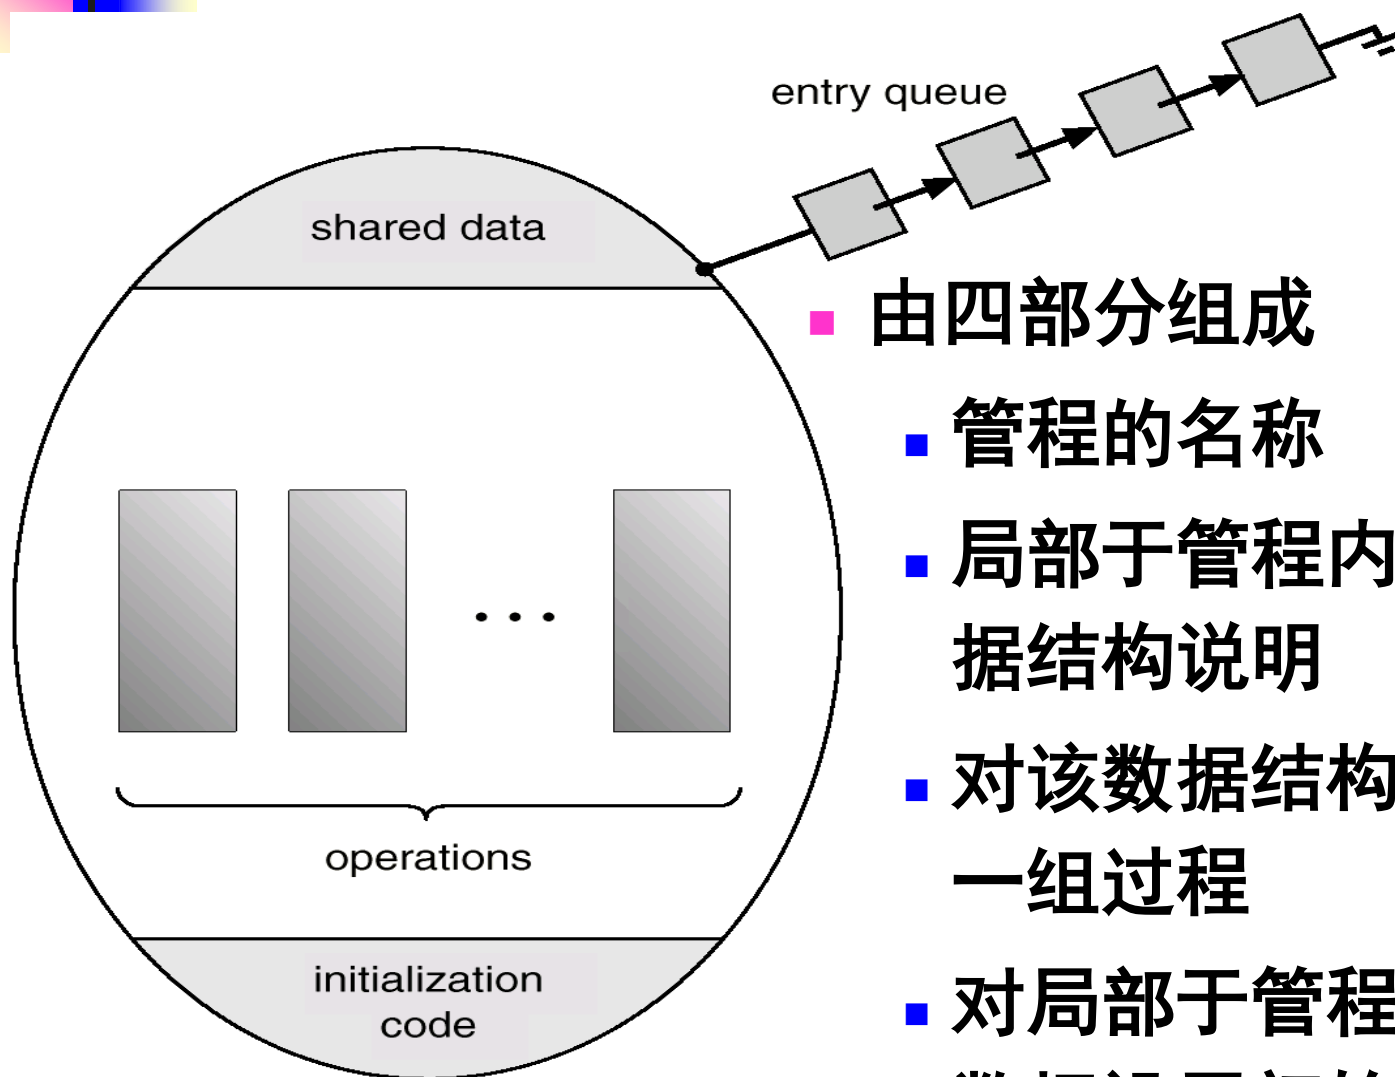 entry queue
shared data
由四部分组成
管程的名称
局部于管程内
据结构说明
对该数据结构
一组过程
operations
对局部于管程
initialization
code